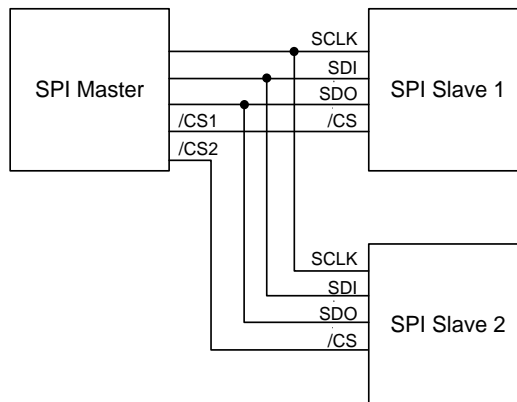 SCLK
SDI
SPI Master
SDO
SPI Slave 1
/CS1
/CS
/CS2
SCLK
SDI
SDO
SPI Slave 2
/CS